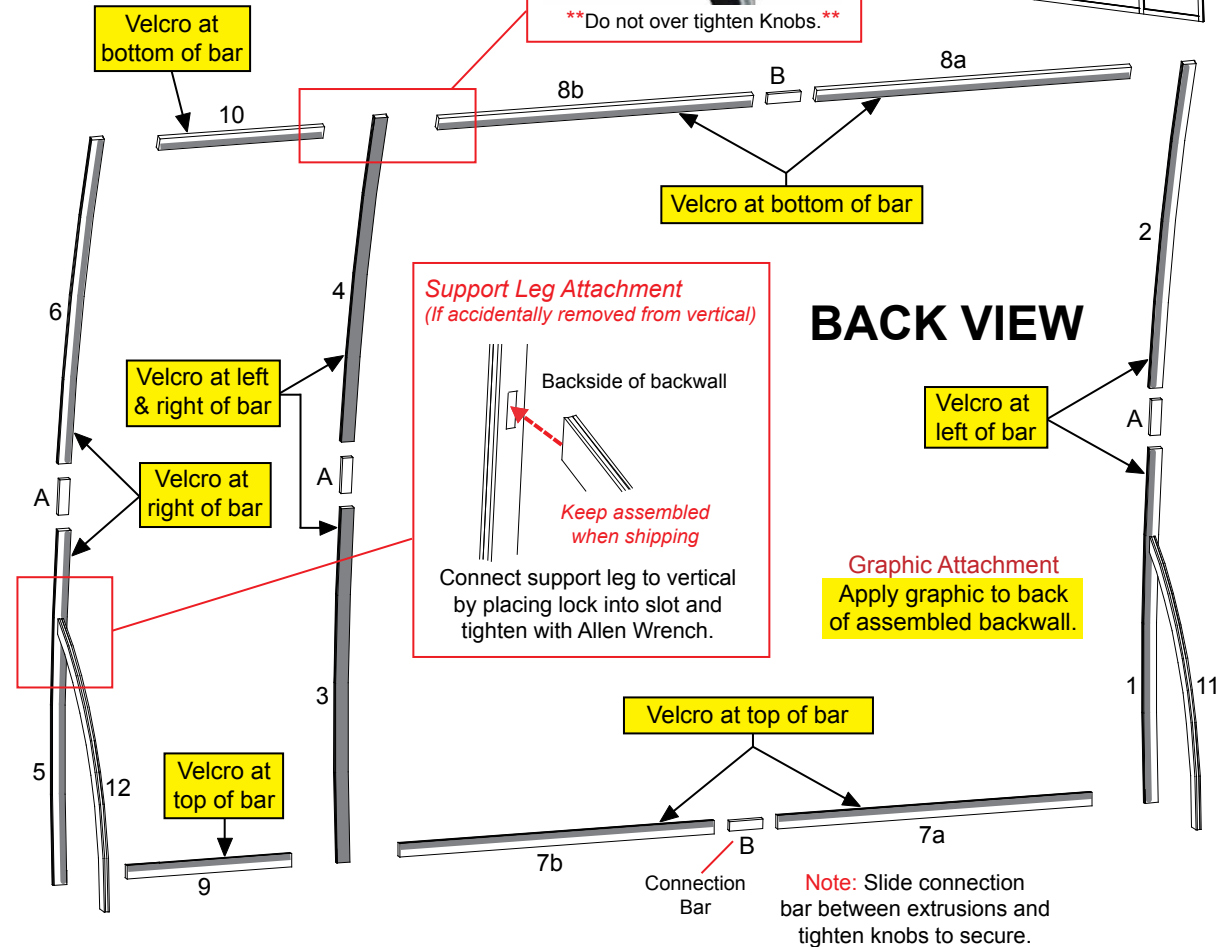 **Do not over tighten Knobs.**
Velcro at
bottom of bar
10
8b
B
8a
Velcro at bottom of bar
6
4
2
Support Leg Attachment
(If accidentally removed from vertical)
Backside of backwall
Keep assembled
when shipping
Connect support leg to vertical
by placing lock into slot and
tighten with Allen Wrench.
BACK VIEW
Velcro at left
& right of bar
Velcro at
left of bar
A
A
A
Velcro at
right of bar
Graphic Attachment
Apply graphic to back
of assembled backwall.
3
1
11
Velcro at top of bar
5
12
Velcro at
top of bar
9
7b
B
7a
Connection
Bar
Note: Slide connection
bar between extrusions and
tighten knobs to secure.